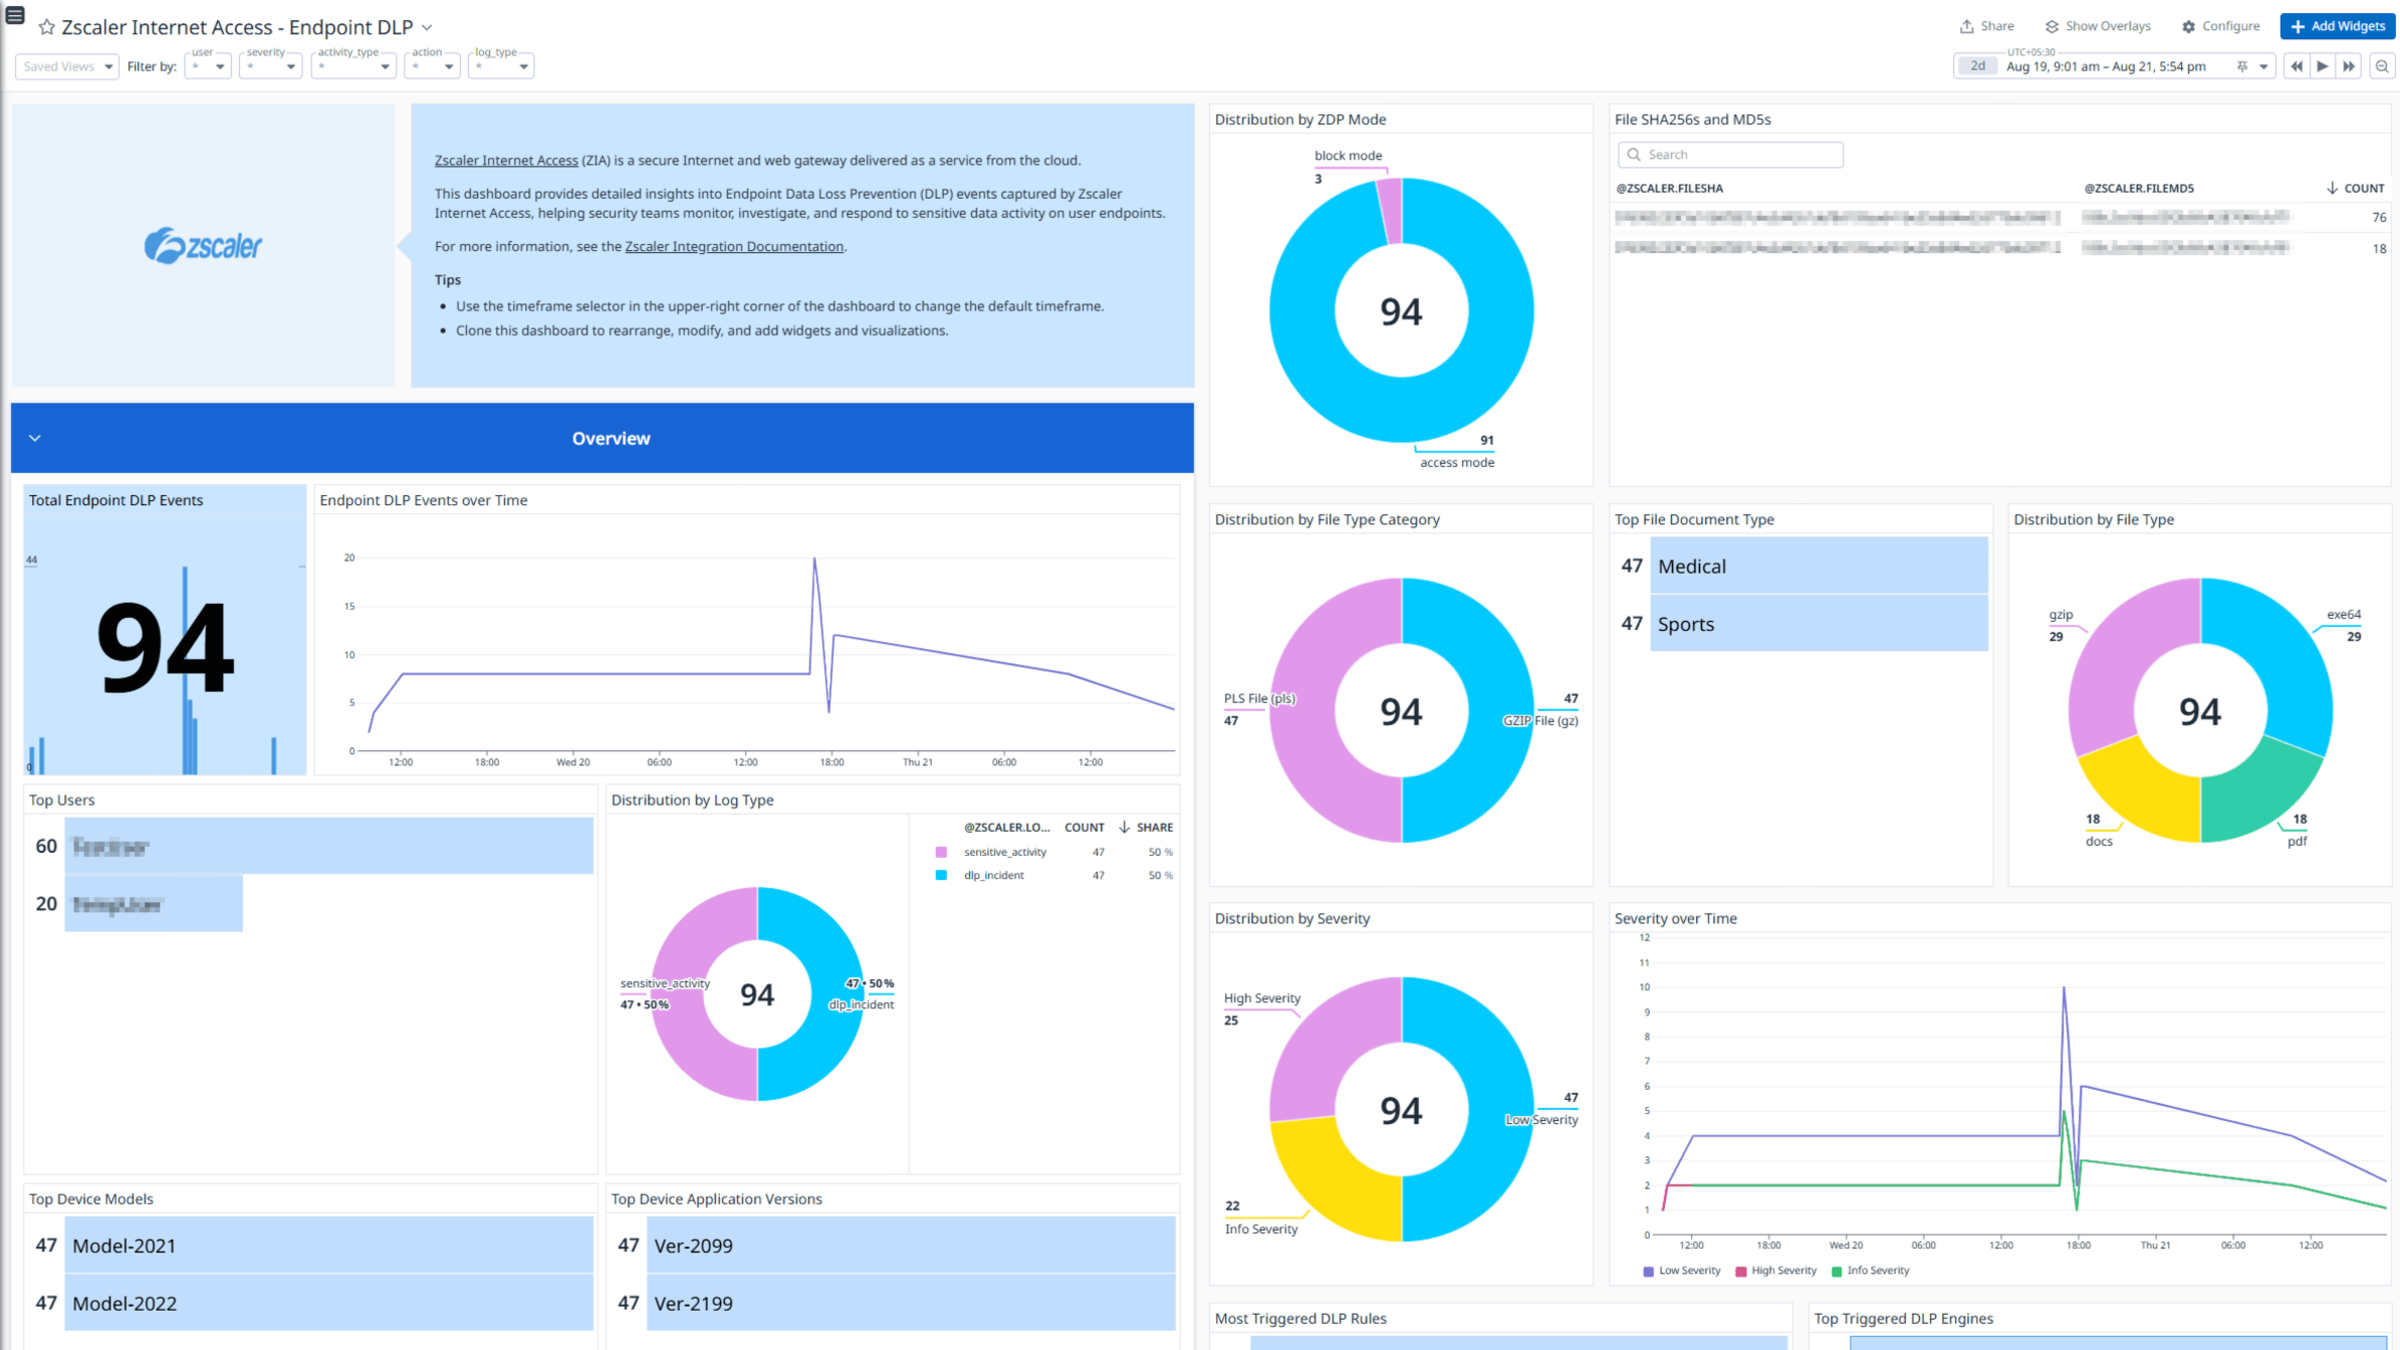 Zscaler Internet Access - Endpoint DLP
Share
Show Overlays
Configure
Add Widgets
Saved Views
Filter by:
user
*
severity
*
activity_type
*
action
*
log_type
*
UTC+05:30
2d
Aug 19, 9:01 am – Aug 21, 5:54 pm
zscaler
Zscaler Internet Access (ZIA) is a secure Internet and web gateway delivered as a service from the cloud.
This dashboard provides detailed insights into Endpoint Data Loss Prevention (DLP) events captured by Zscaler
Internet Access, helping security teams monitor, investigate, and respond to sensitive data activity on user endpoints.
For more information, see the Zscaler Integration Documentation.
Tips
• Use the timeframe selector in the upper-right corner of the dashboard to change the default timeframe.
• Clone this dashboard to rearrange, modify, and add widgets and visualizations.
Overview
Total Endpoint DLP Events
44
94
0
Endpoint DLP Events over Time
20
15
10
5
0
12:00 18:00 Wed 20 06:00 12:00 18:00 Thu 21 06:00 12:00
Top Users
60
20
Distribution by Log Type
sensitive_activity
47 • 50%
94
47 • 50%
dlp_incident
@ZSCALER.LO... COUNT SHARE
sensitive_activity 47 50 %
dlp_incident 47 50 %
Top Device Models
47 Model-2021
47 Model-2022
Top Device Application Versions
47 Ver-2099
47 Ver-2199
Distribution by ZDP Mode
block mode
3
94
91
access mode
File SHA256s and MD5s
Search
@ZSCALER.FILESHA @ZSCALER.FILEMD5 COUNT
76
18
Distribution by File Type Category
PLS File (pls)
47
94
47
GZIP File (gz)
Top File Document Type
47 Medical
47 Sports
Distribution by File Type
gzip
29
exe64
29
94
18
docs
18
pdf
Distribution by Severity
High Severity
25
94
47
Low Severity
22
Info Severity
Severity over Time
12
11
10
9
8
7
6
5
4
3
2
1
0
12:00 18:00 Wed 20 06:00 12:00 18:00 Thu 21 06:00 12:00
Low Severity High Severity Info Severity
Most Triggered DLP Rules
Top Triggered DLP Engines